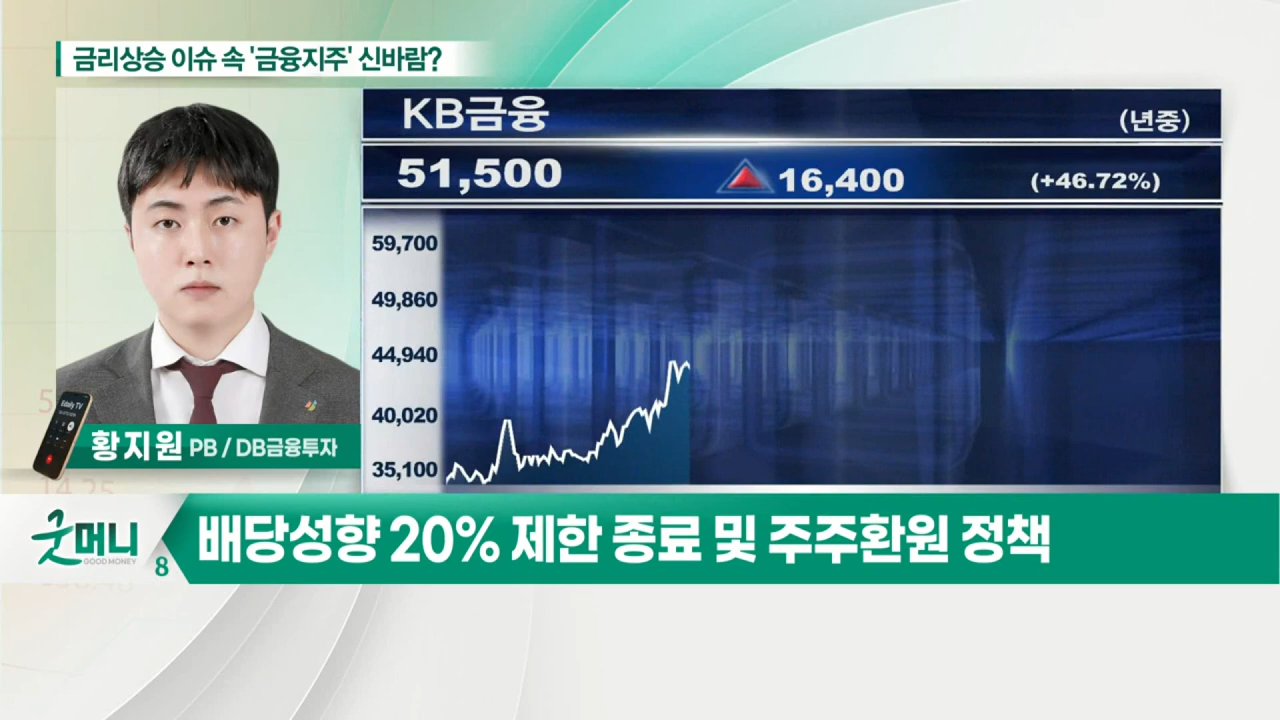 금리상승 이슈 속 '금융지주' 신바람?
KB금융
(년중)
51,500 ▲ 16,400 (+46.72%)
59,700
49,860
44,940
40,020
35,100
Edaily TV
황지원 PB / DB금융투자
굿머니
GOOD MONEY
8
배당성향 20% 제한 종료 및 주주환원 정책